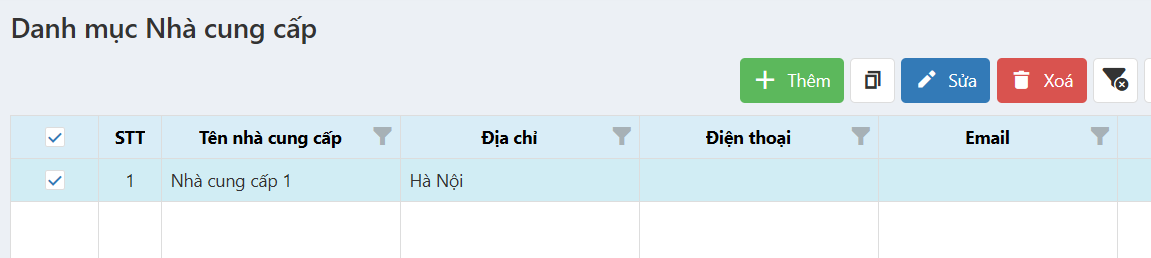 Danh mục Nhà cung cấp
Thêm Sửa Xoá
STT Tên nhà cung cấp Địa chỉ Điện thoại Email
1 Nhà cung cấp 1 Hà Nội